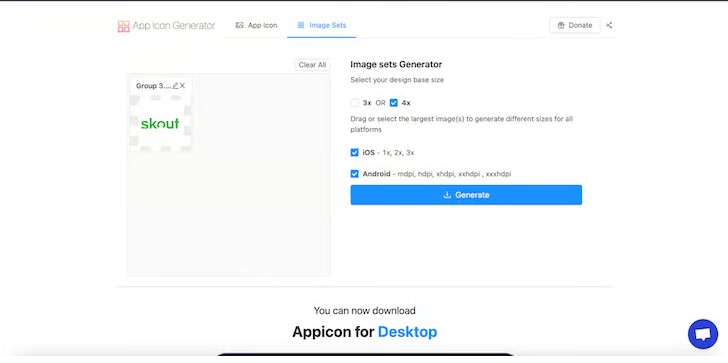 App Icon Generator
App Icon
Image Sets
Donate
Clear All
Group 3....
skout
Image sets Generator
Select your design base size
3x OR 4x
Drag or select the largest image(s) to generate different sizes for all
platforms
iOS - 1x, 2x, 3x
Android - mdpi, hdpi, xhdpi, xxhdpi , xxxhdpi
Generate
You can now download
Appicon for Desktop